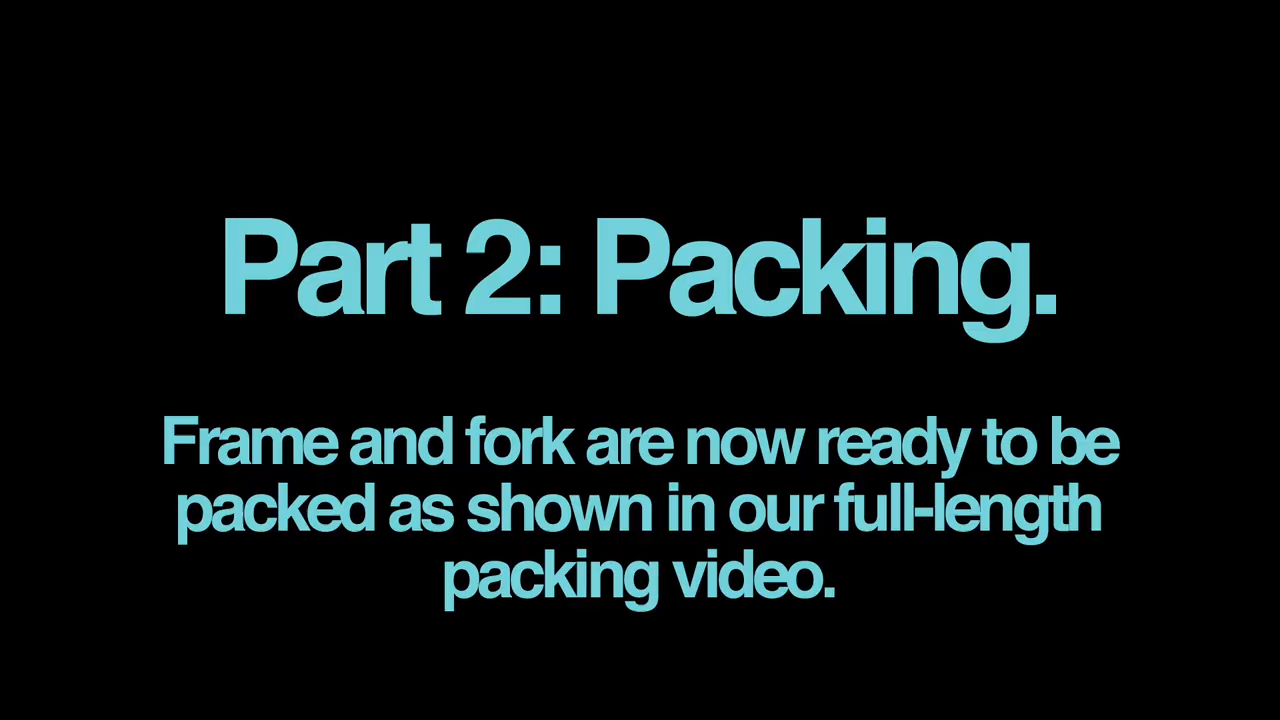 Part 2: Packing.
Frame and fork are now ready to be
packed as shown in our full-length
packing video.